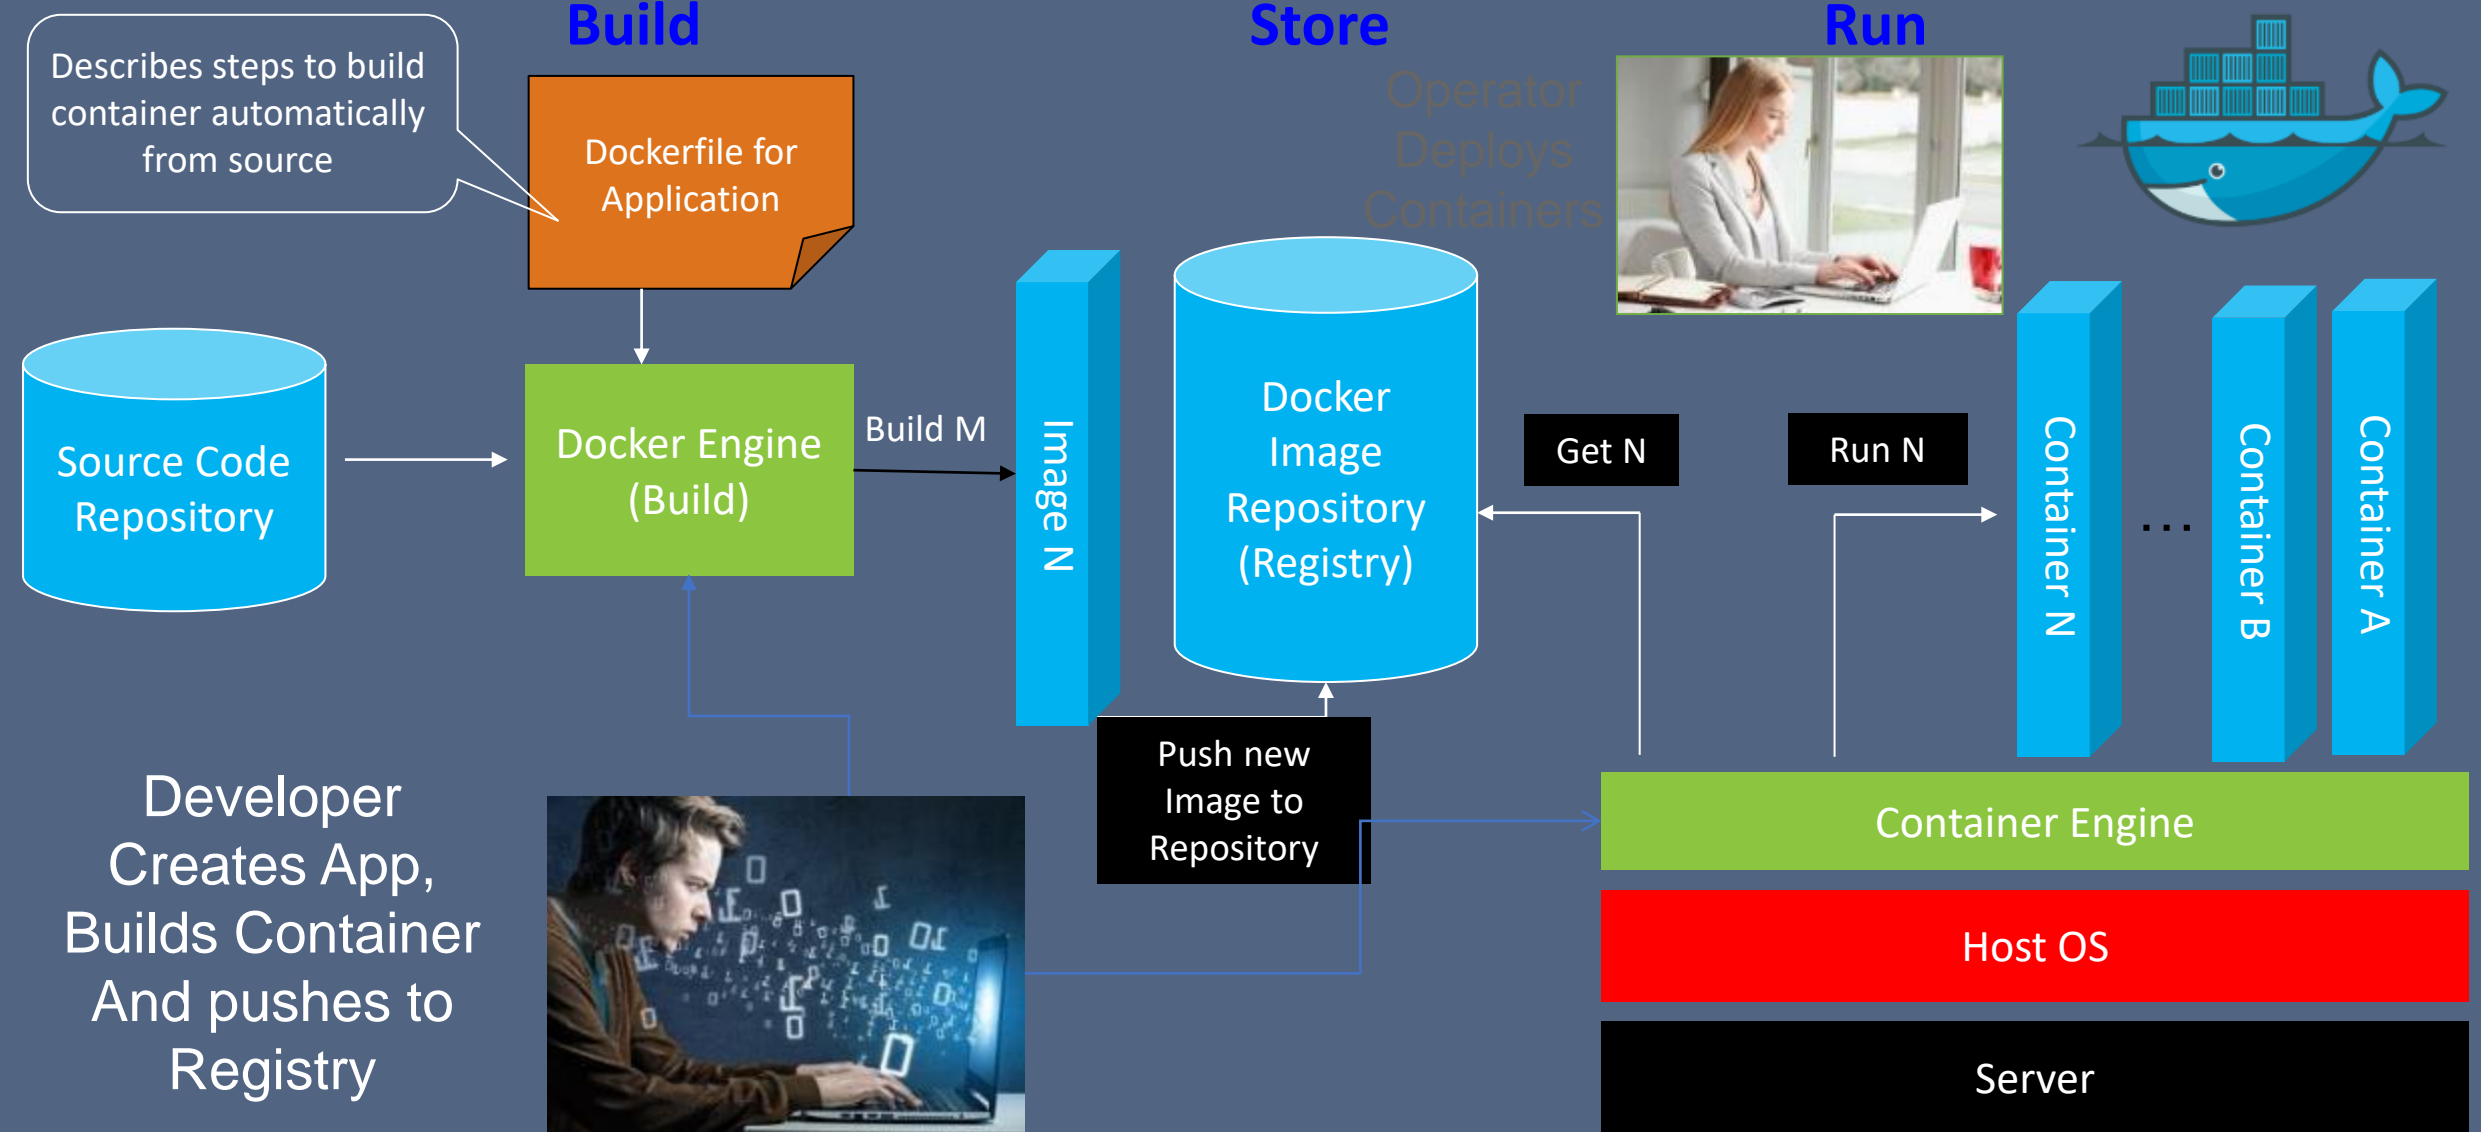 Build
Store
Run
Describes steps to build
container automatically
from source
Dockerfile for
Application
Operator
Deploys
Containers
Source Code
Repository
Docker Engine
(Build)
Build M
Image N
Docker
Image
Repository
(Registry)
Get N
Run N
Container N
...
Container B
Container A
Push new
Image to
Repository
Developer
Creates App,
Builds Container
And pushes to
Registry
Container Engine
Host OS
Server